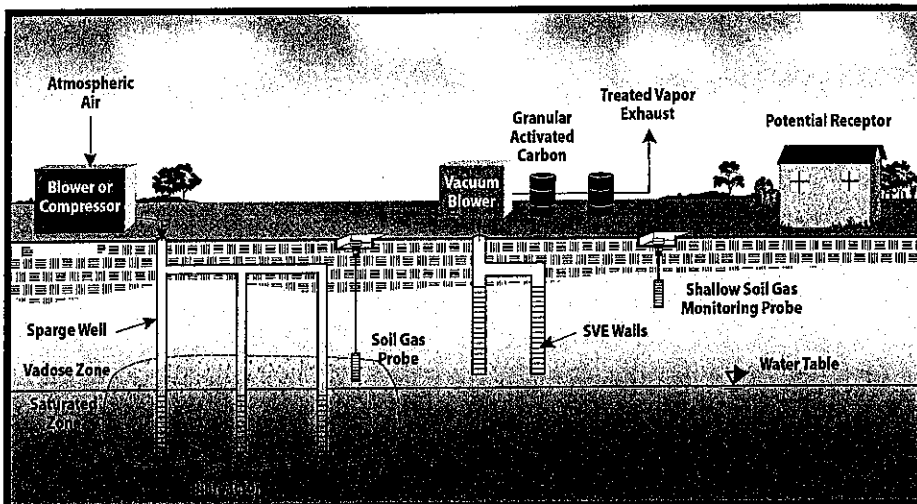 Atmospheric
Air
Blower or
Compressor
Vacuum
Blower
Granular
Activated
Carbon
Treated Vapor
Exhaust
Potential Receptor
Sparge Well
Vadose Zone
Saturated
Zone
Soil Gas
Probe
SVE Walls
Shallow Soil Gas
Monitoring Probe
Water Table